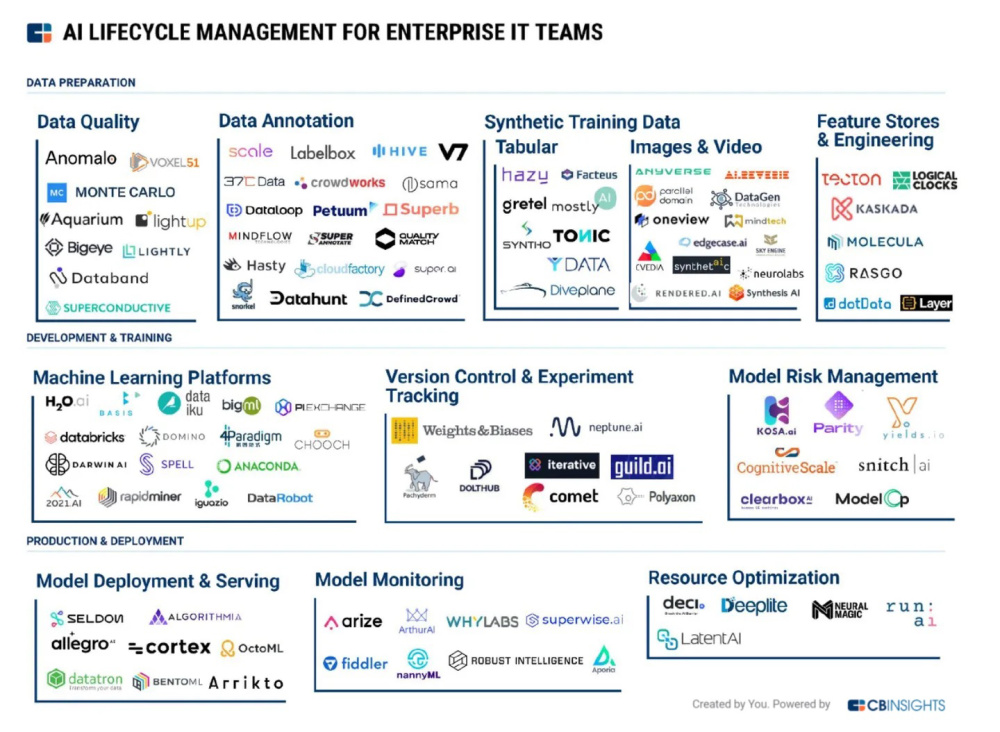 AI LIFECYCLE MANAGEMENT FOR ENTERPRISE IT TEAMS
DATA PREPARATION
Data Quality
Anomalo VOXEL51
MC MONTE CARLO
Aquarium lightup
Bigeye LIGHTLY
Databand
SUPERCONDUCTIVE
Data Annotation
scale Labelbox HIVE V7
37C Data crowdworks sama
Dataloop Petuum Superb
MINDFLOW SUPER ANNOTATE QUALITY MATCH
Hasty cloudfactory super.ai
snorkel Datahunt DefinedCrowd
Synthetic Training Data
Tabular
hazy Facteus
gretel mostly AI
SYNTHO TONIC
YDATA
Diveplane
Images & Video
ANYVERSE AI.REVERIE
parallel domain DataGen Technologies
oneview mindtech
CVEDIA edgecase.ai SKY ENGINE
syntheticaic neurolabs
RENDERED.AI Synthesis AI
Feature Stores
& Engineering
TECTON LOGICAL CLOCKS
KASKADA
MOLECULA
RASGO
.d dotData Layer
DEVELOPMENT & TRAINING
Machine Learning Platforms
H2O.ai BASIS data iku bigml PI EXCHANGE
databricks DOMINO 4Paradigm CHOOCH
DARWINAI SPELL ANACONDA
2021.AI rapidminer iguazio DataRobot
Version Control & Experiment
Tracking
Weights & Biases neptune.ai
Pachyderm DOLTHUB iterative guild.ai
comet Polyaxon
Model Risk Management
KOSA.ai Parity yields.io
CognitiveScale snitch|ai
clearbox AI ModelOp
PRODUCTION & DEPLOYMENT
Model Deployment & Serving
SELDON ALGORITHMIA
allegro AI cortex OctoML
datatron transform your data BENTOML Arrikto
Model Monitoring
arize ArthurAI WHYLABS superwise.ai
fiddler nannyML ROBUST INTELLIGENCE Aporia
Resource Optimization
deci. Deeplite NEURAL MAGIC run: ai
LatentAI
Created by You. Powered by CBINSIGHTS